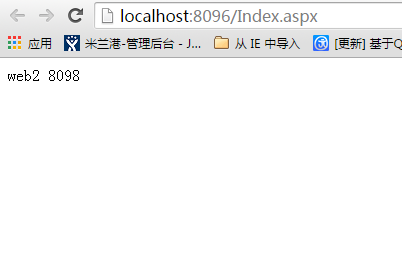 localhost:8096/Index.aspx
应用 米兰港-管理后台 - J... 从 IE 中导入 [更新] 基于Q
web2 8098